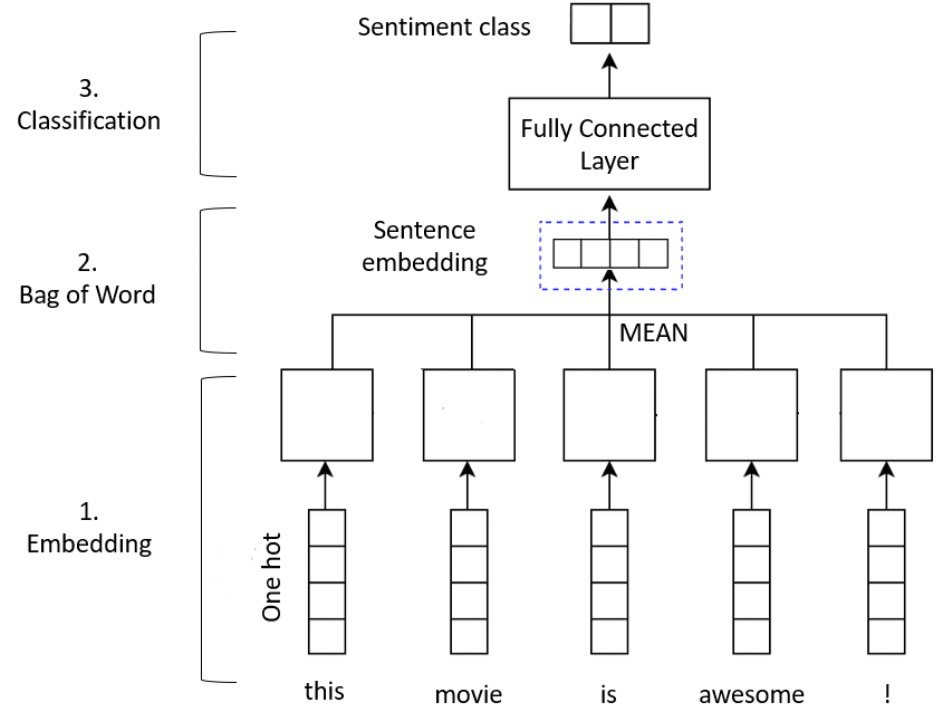 Sentiment class
3.
Classification
Fully Connected
Layer
Sentence
embedding
2.
Bag of Word
MEAN
1.
Embedding
One hot
this
movie
is
awesome
!